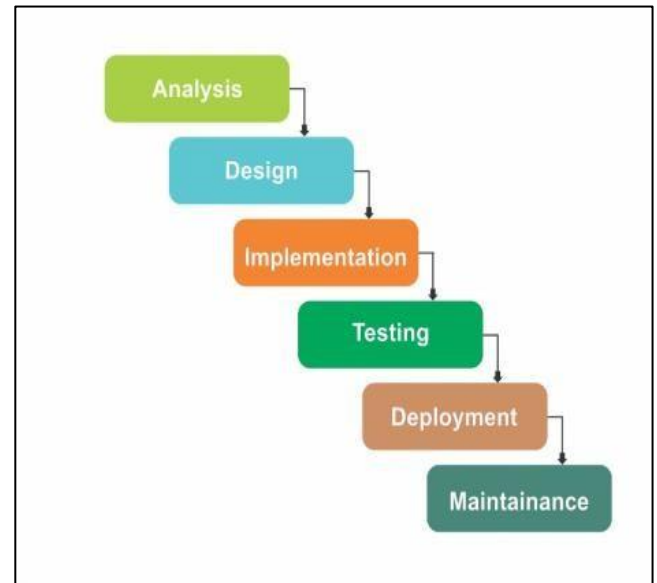 Analysis
Design
Implementation
Testing
Deployment
Maintainance